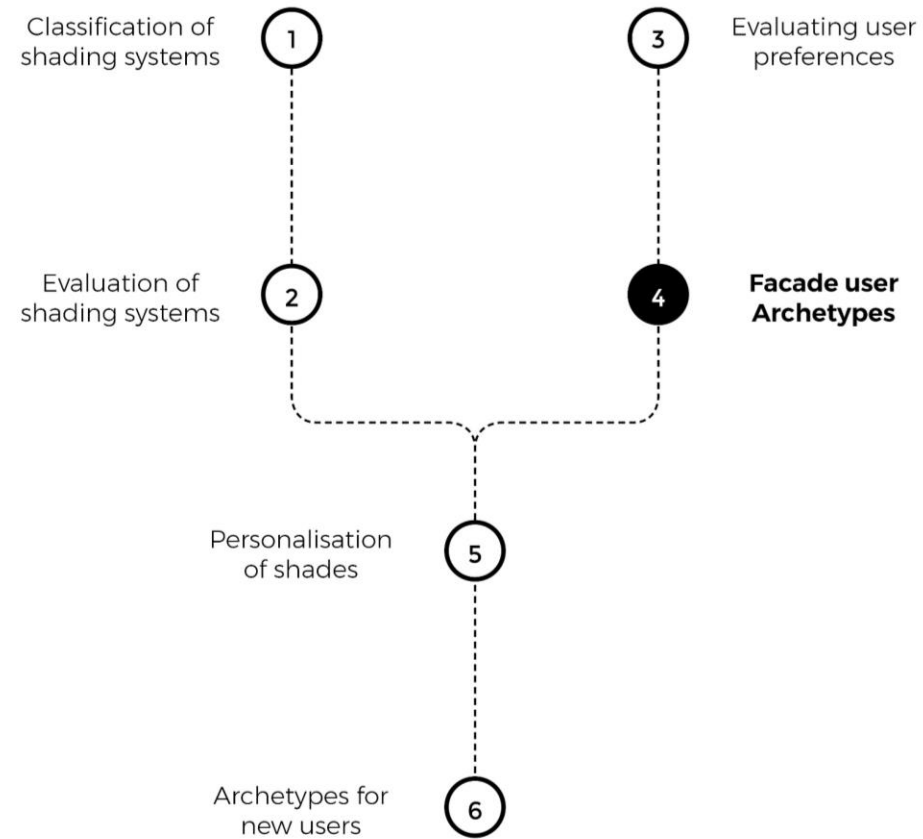 Classification of
shading systems
1
3
Evaluating user
preferences
Evaluation of
shading systems
2
4
Facade user
Archetypes
Personalisation
of shades
5
Archetypes for
new users
6